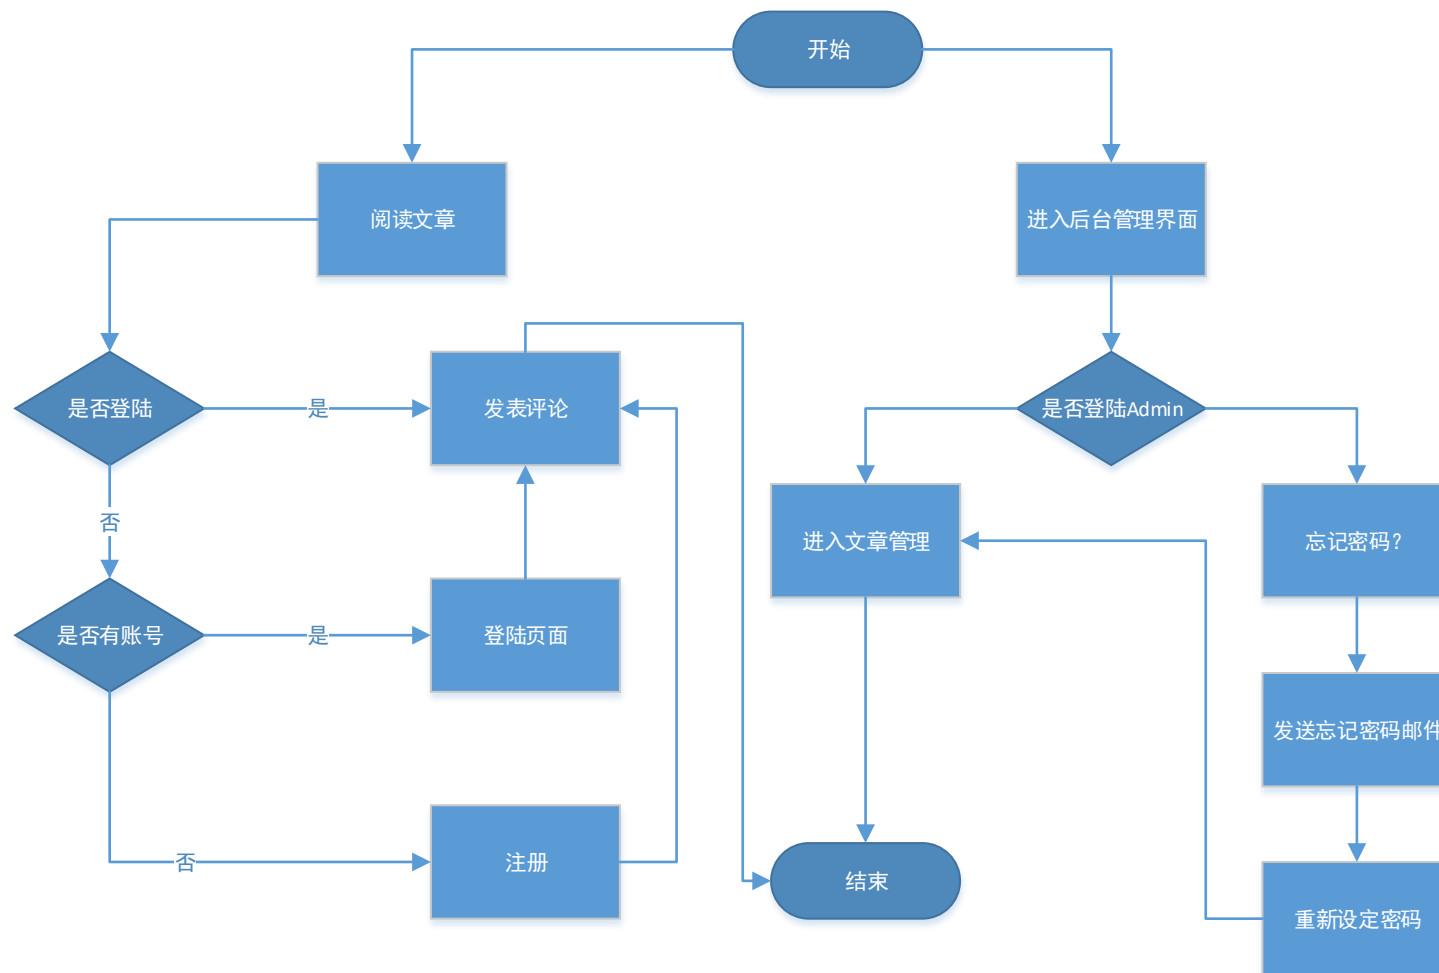 开始
阅读文章
进入后台管理界面
是否登陆
是
发表评论
是否登陆Admin
否
进入文章管理
忘记密码？
是否有账号
是
登陆页面
发送忘记密码邮件
否
注册
结束
重新设定密码